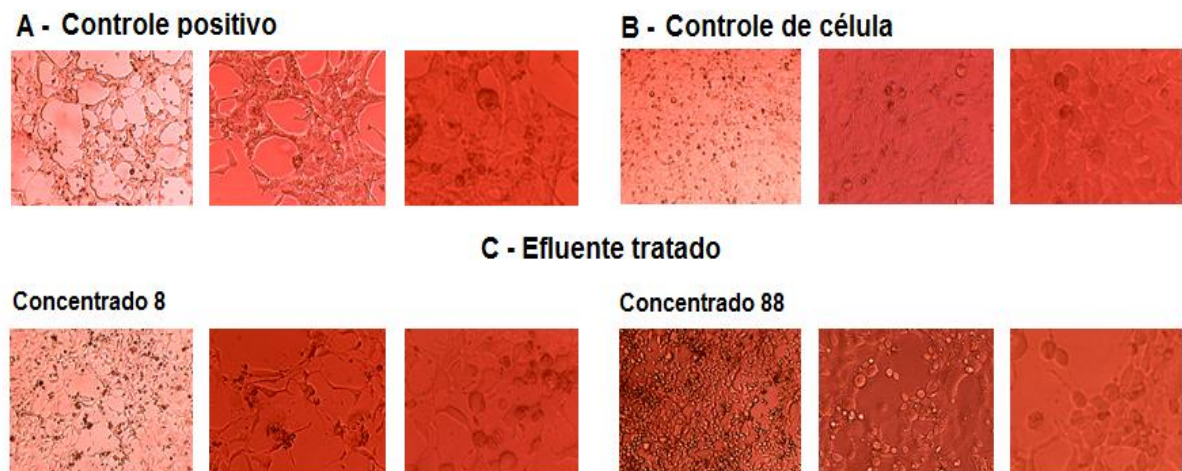 A - Controle positivo
B - Controle de célula
C - Efluente tratado
Concentrado 8
Concentrado 88